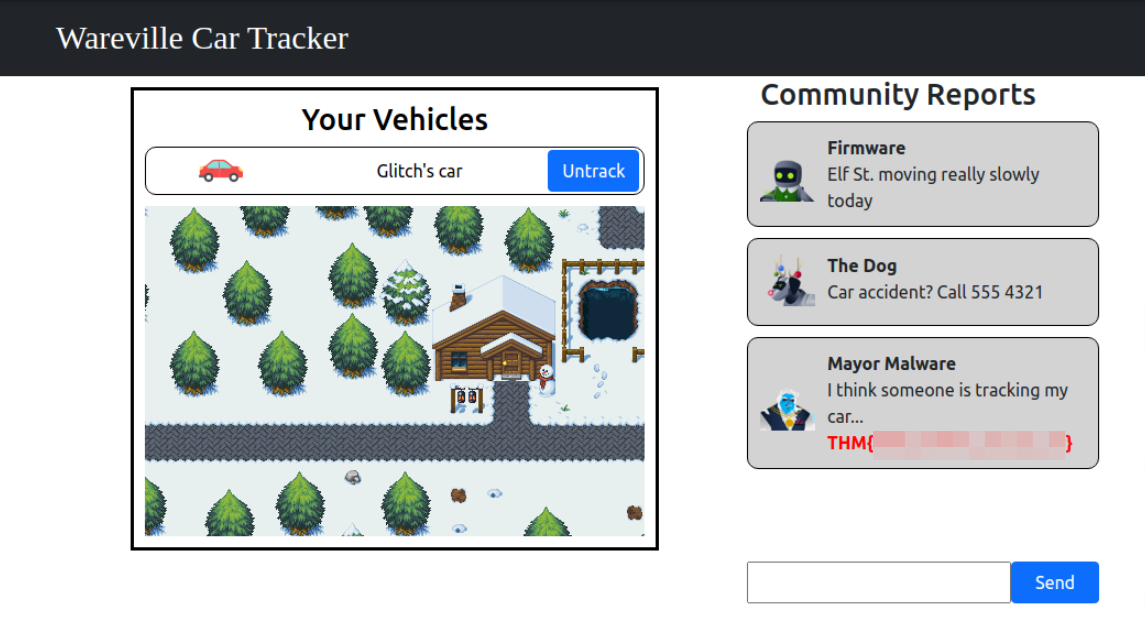 Wareville Car Tracker
Your Vehicles
Glitch's car
Untrack
Community Reports
Firmware
Elf St. moving really slowly
today
The Dog
Car accident? Call 555 4321
Mayor Malware
I think someone is tracking my
car...
THM{ }
Send